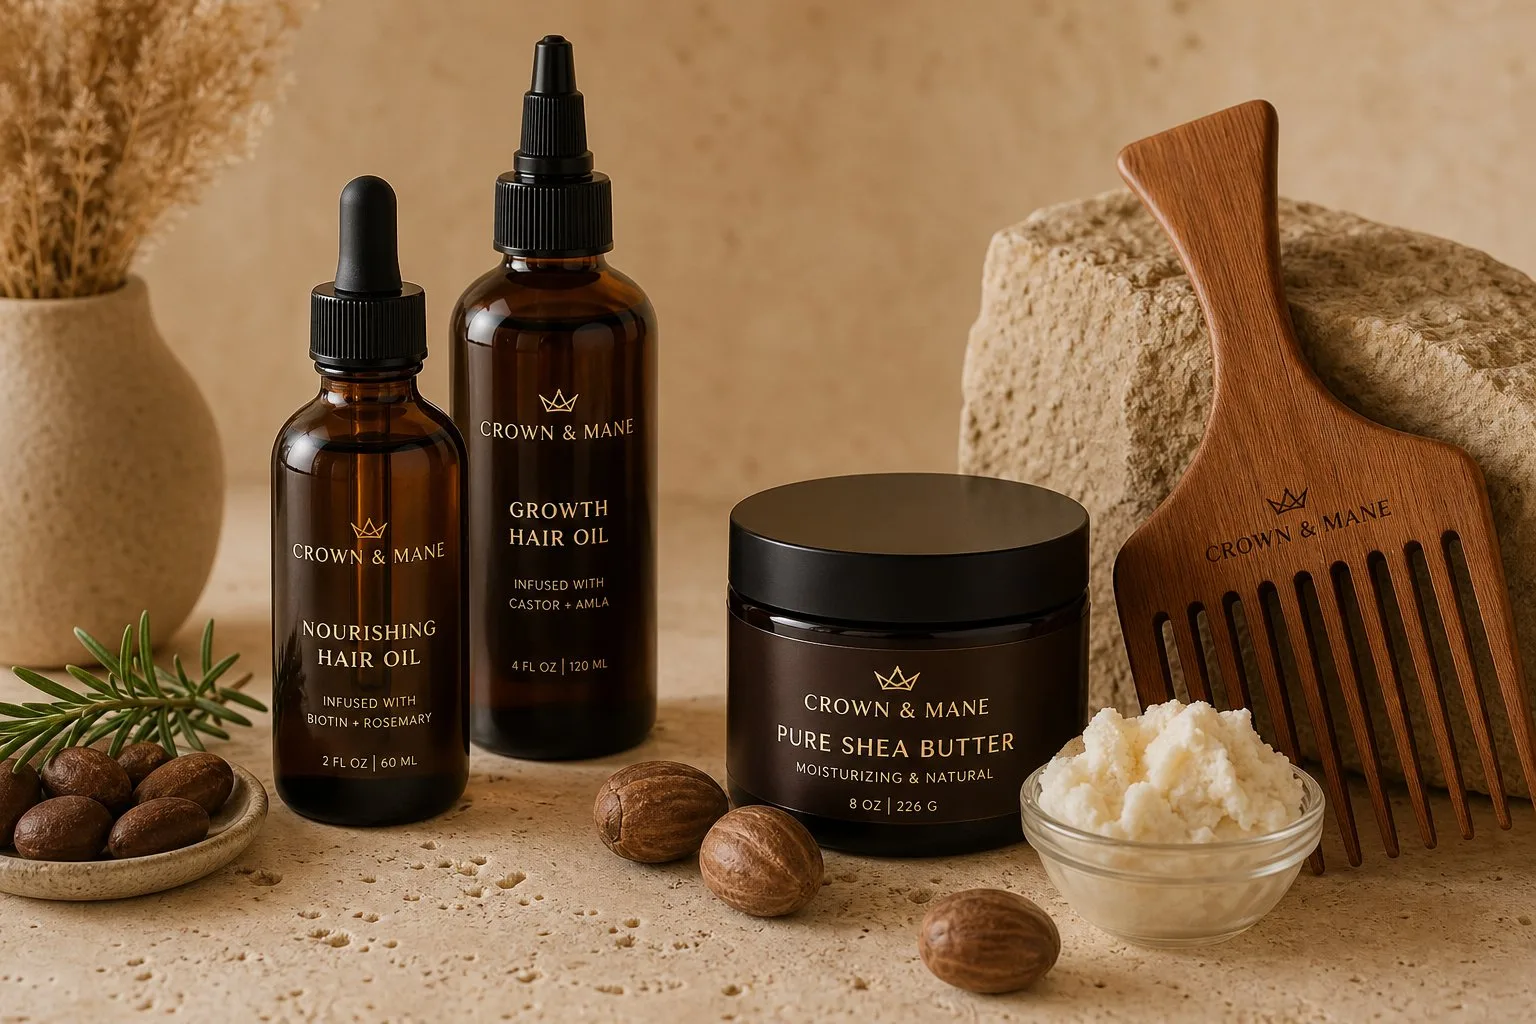 CROWN & MANE
NOURISHING
HAIR OIL
INFUSED WITH
BIOTIN + ROSEMARY
2 FL OZ | 60 ML
CROWN & MANE
GROWTH
HAIR OIL
INFUSED WITH
CASTOR + AMLA
4 FL OZ | 120 ML
CROWN & MANE
PURE SHEA BUTTER
MOISTURIZING & NATURAL
8 OZ | 226 G
CROWN & MANE